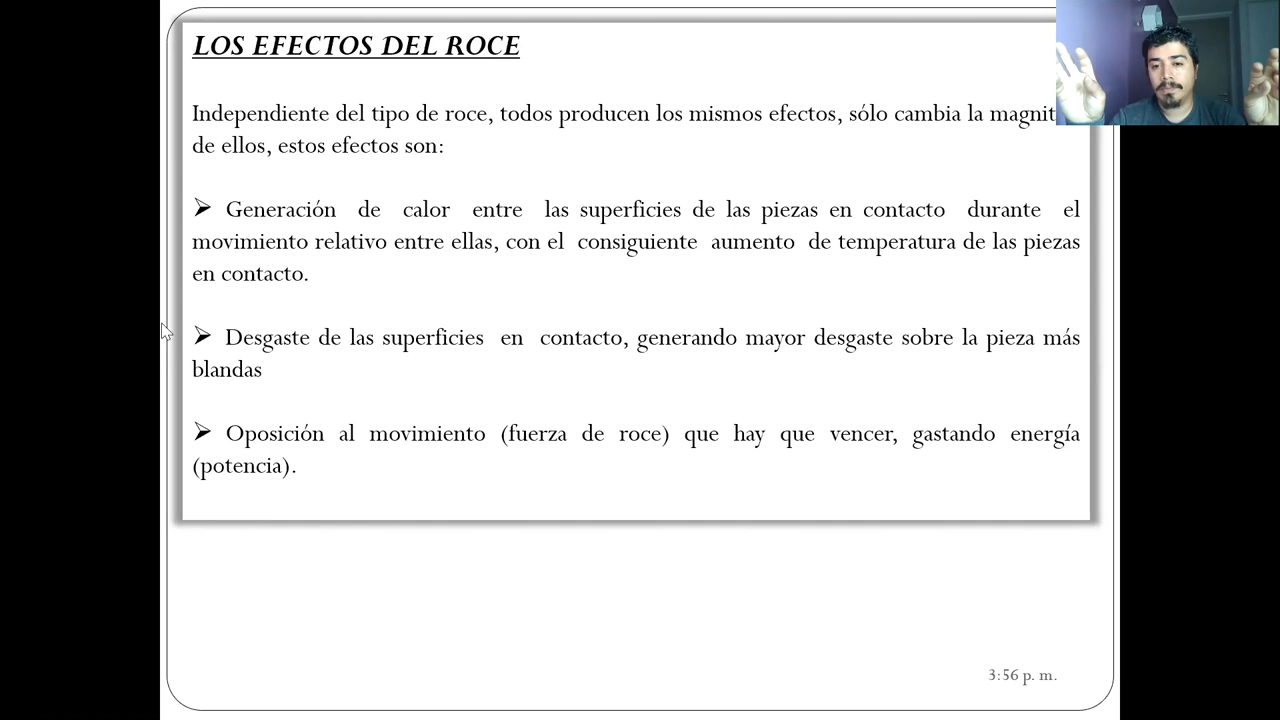 LOS EFECTOS DEL ROCE
Independiente del tipo de roce, todos producen los mismos efectos, sólo cambia la
de ellos, estos efectos son:
➢ Generación de calor entre las superficies de las piezas en contacto durante el
movimiento relativo entre ellas, con el consiguiente aumento de temperatura de las piezas
en contacto.
➢ Desgaste de las superficies en contacto, generando mayor desgaste sobre la pieza más
blandas
➢ Oposición al movimiento (fuerza de roce) que hay que vencer, gastando energía
(potencia).
3:56 p. m.